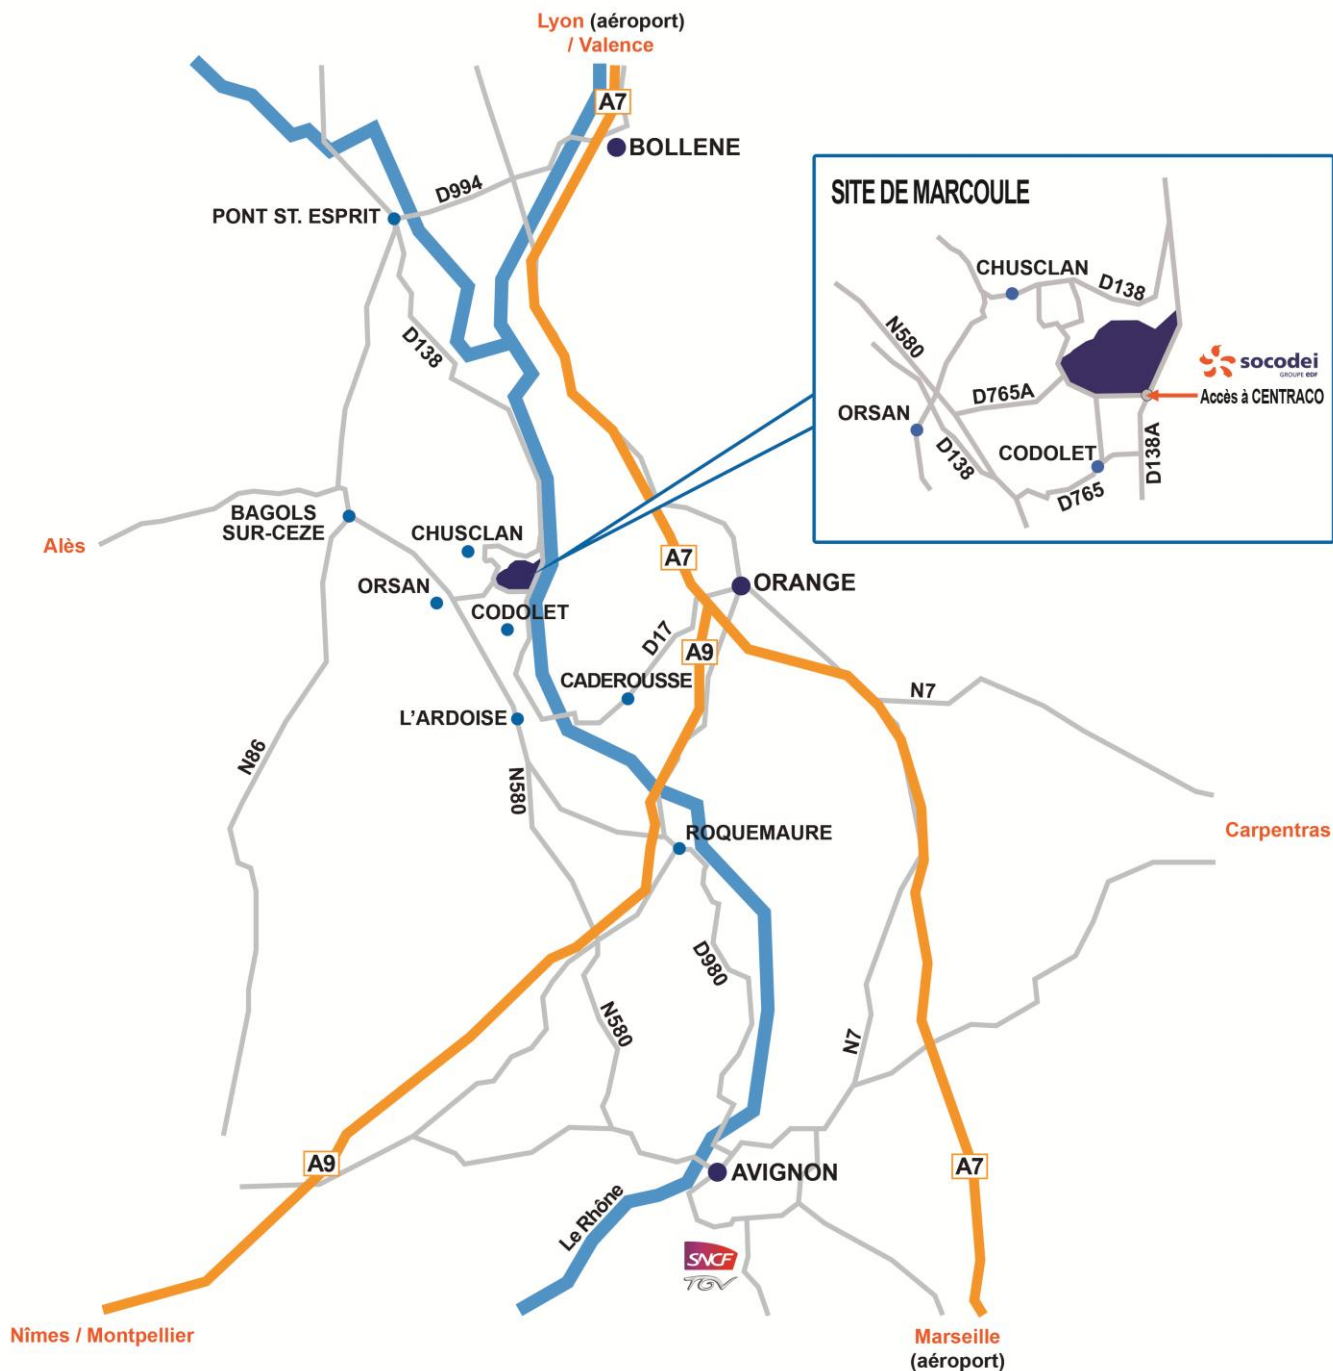 Lyon (aéroport)
/ Valence
A7
BOLLENE
D994
PONT ST. ESPRIT
SITE DE MARCOULE
CHUSCLAN
D138
N580
D765A
ORSAN
D138
CODOLET
D765
D138A
socodei
GROUPE EDF
Accès à CENTRACO
D138
BAGOLS
SUR-CEZE
Alès
CHUSCLAN
A7
ORANGE
ORSAN
CODOLET
D17
A9
CADEROUSSE
N7
L'ARDOISE
N86
N580
ROQUEMAURE
Carpentras
D980
N580
N7
A9
AVIGNON
A7
Le Rhône
SNCF
TGV
Nîmes / Montpellier
Marseille
(aéroport)